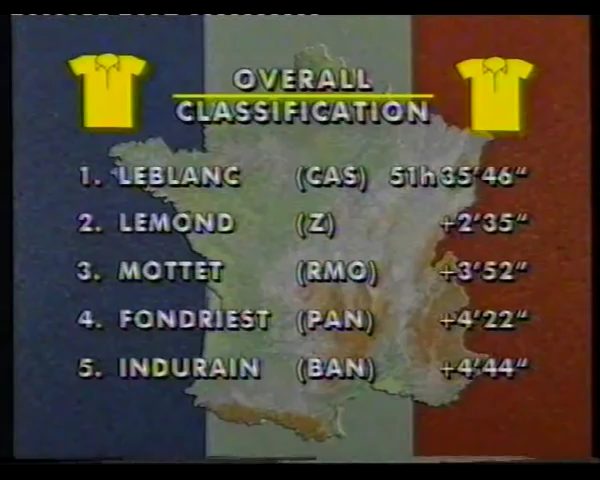 OVERALL
CLASSIFICATION
1. LEBLANC (CAS) 51h35'46"
2. LEMOND (Z) +2'35"
3. MOTTET (RMO) +3'52"
4. FONDRIEST (PAN) +4'22"
5. INDURAIN (BAN) +4'44"